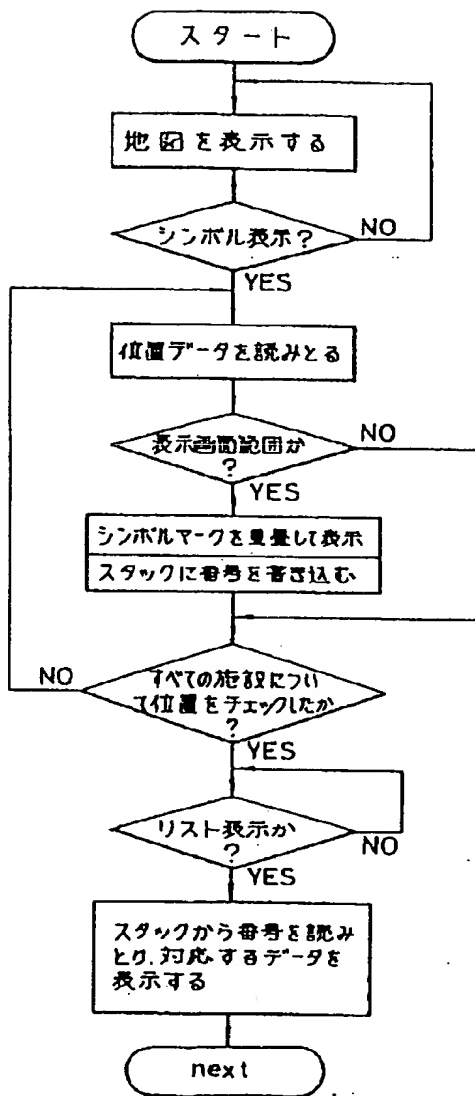 スタート
地図を表示する
シンボル表示?
NO
YES
位置データを読みとる
表示画面範囲か
?
NO
YES
シンボルマークを重畳して表示
スタックに番号を書き込む
すべての施設につい
て位置をチェックしたか
?
NO
YES
リスト表示か
?
NO
YES
スタックから番号を読み
とり,対応するデータを
表示する
next